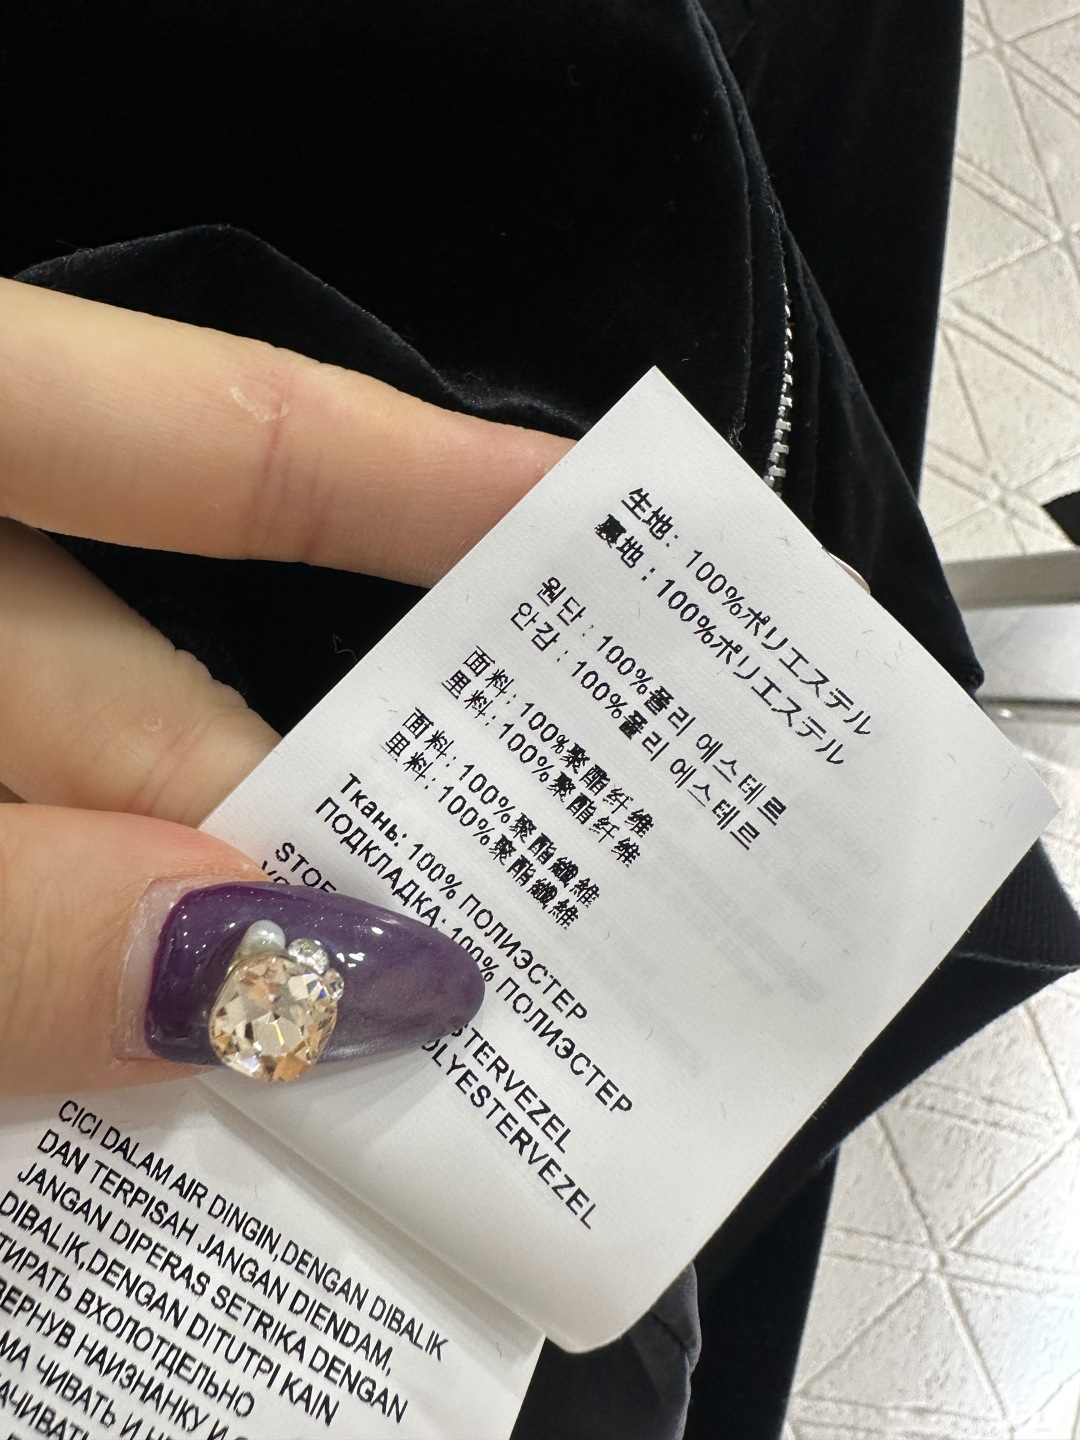 生地: 100%ポリエステル
裏地: 100%ポリエステル
원단: 100%폴리 에스테르
안감: 100%폴리 에스테르
面料: 100%聚酯纤维
里料: 100%聚酯纤维
面料: 100%聚酯纖維
里料: 100%聚酯纖維
Ткань: 100% ПОЛИЭСТЕР
ПОДКЛАДКА: 100% ПОЛИЭСТЕР
CICI DALAM AIR DINGIN,DENGAN DIBALIK
DAN TERPISAH JANGAN DIENDAM,
JANGAN DIPERAS SETRIKA DENGAN
DIBALIK,DENGAN DITUTPI KAIN
ВХОЛОТДЕЛЬНО
НАИЗНАНКУ И
ЧИВАТЬ И